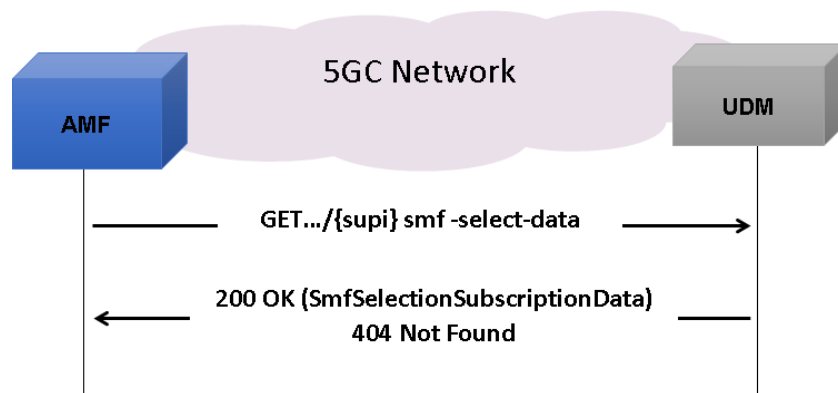 5GC Network
AMF
UDM
GET.../{supi} smf -select-data
200 OK (SmfSelectionSubscriptionData)
404 Not Found